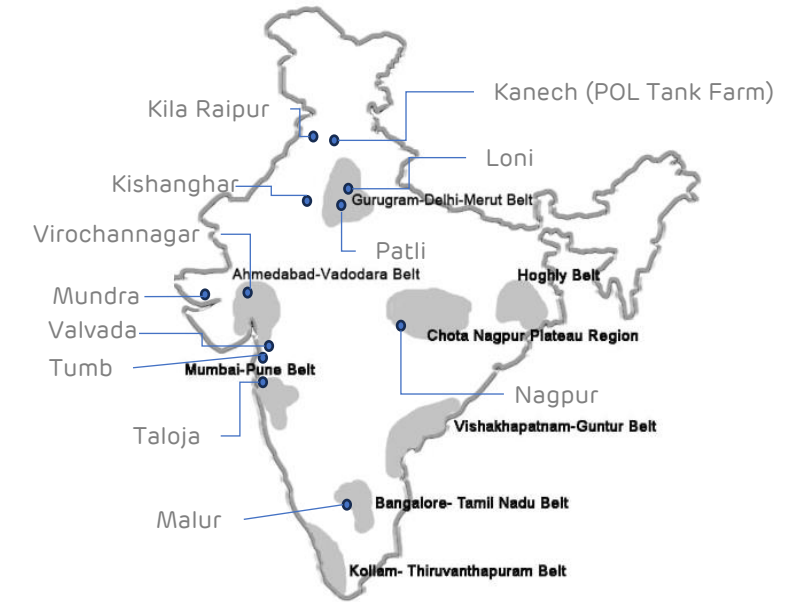 Kanech (POL Tank Farm)
Kila Raipur
Loni
Kishanghar
Gurugram-Delhi-Merut Belt
Virochannagar
Patli
Ahmedabad-Vadodara Belt
Hoghly Belt
Mundra
Valvada
Chota Nagpur Plateau Region
Tumb
Mumbai-Pune Belt
Nagpur
Vishakhapatnam-Guntur Belt
Taloja
Bangalore- Tamil Nadu Belt
Malur
Kollam- Thiruvanthapuram Belt